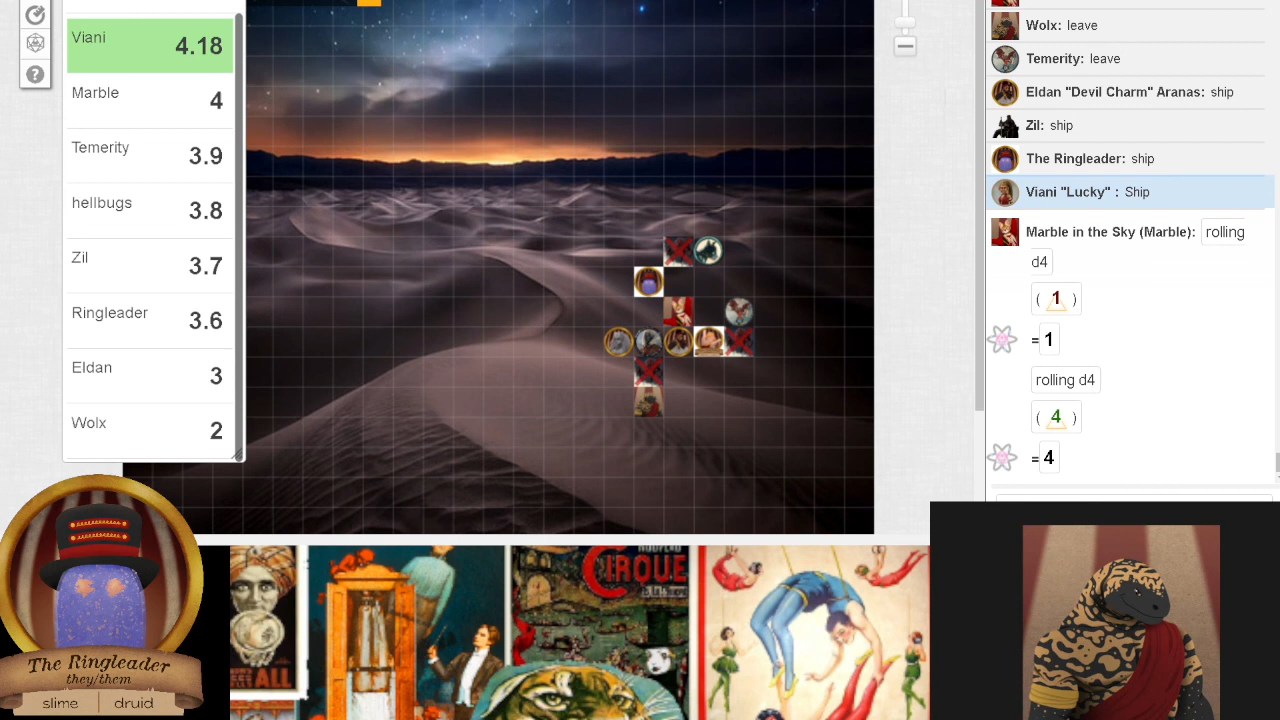 Viani 4.18
Marble 4
Temerity 3.9
hellbugs 3.8
Zil 3.7
Ringleader 3.6
Eldan 3
Wolx 2
Wolx: leave
Temerity: leave
Eldan "Devil Charm" Aranas: ship
Zil: ship
The Ringleader: ship
Viani "Lucky" : Ship
Marble in the Sky (Marble): rolling
d4
( 1 )
= 1
rolling d4
( 4 )
= 4
The Ringleader
they/them
slime | druid
ALL
CIRQUE